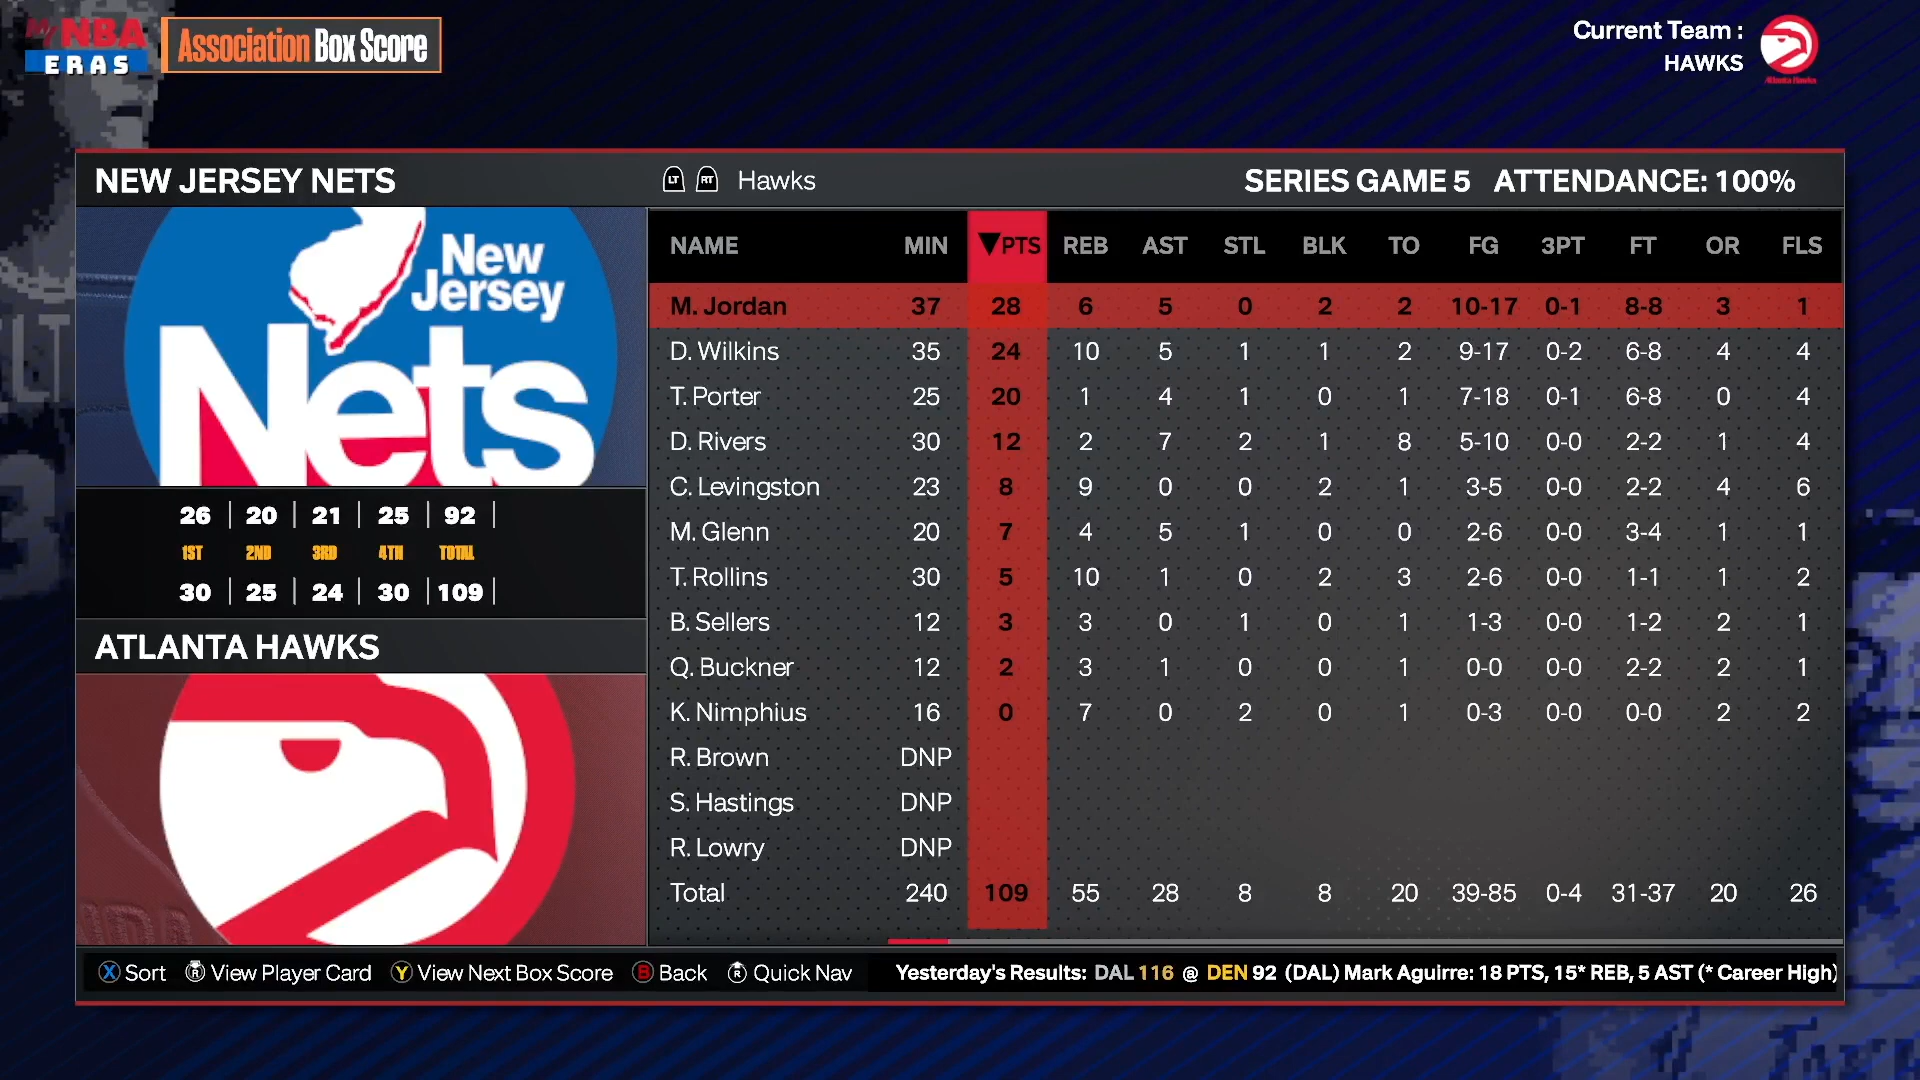 MyNBA
ERAS
Association Box Score
Current Team :
HAWKS
Atlanta Hawks
NEW JERSEY NETS
LT RT Hawks
SERIES GAME 5 ATTENDANCE: 100%
New
Jersey
Nets
26 20 21 25 92
1ST 2ND 3RD 4TH TOTAL
30 25 24 30 109
ATLANTA HAWKS
NAME MIN ▼PTS REB AST STL BLK TO FG 3PT FT OR FLS
M. Jordan 37 28 6 5 0 2 2 10-17 0-1 8-8 3 1
D. Wilkins 35 24 10 5 1 1 2 9-17 0-2 6-8 4 4
T. Porter 25 20 1 4 1 0 1 7-18 0-1 6-8 0 4
D. Rivers 30 12 2 7 2 1 8 5-10 0-0 2-2 1 4
C. Levingston 23 8 9 0 0 2 1 3-5 0-0 2-2 4 6
M. Glenn 20 7 4 5 1 0 0 2-6 0-0 3-4 1 1
T. Rollins 30 5 10 1 0 2 3 2-6 0-0 1-1 1 2
B. Sellers 12 3 3 0 1 0 1 1-3 0-0 1-2 2 1
Q. Buckner 12 2 3 1 0 0 1 0-0 0-0 2-2 2 1
K. Nimphius 16 0 7 0 2 0 1 0-3 0-0 0-0 2 2
R. Brown DNP
S. Hastings DNP
R. Lowry DNP
Total 240 109 55 28 8 8 20 39-85 0-4 31-37 20 26
X Sort R View Player Card Y View Next Box Score B Back R Quick Nav
Yesterday's Results: DAL 116 @ DEN 92 (DAL) Mark Aguirre: 18 PTS, 15* REB, 5 AST (* Career High)